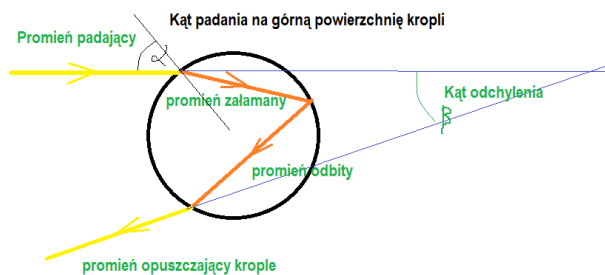 Kąt padania na górną powierzchnię kropli
Promień padający
α
promień załamany
Kąt odchylenia
β
promień odbity
promień opuszczający krople